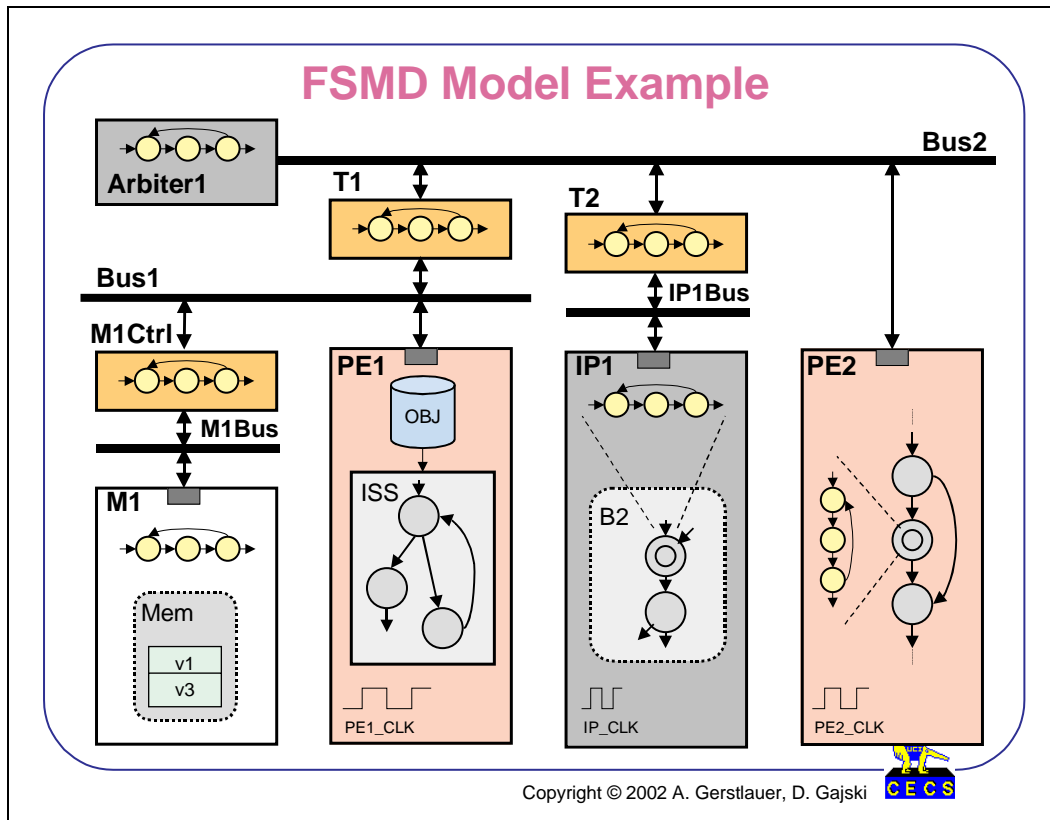 FSMD Model Example
Arbiter1
Bus2
T1
T2
Bus1
IP1Bus
M1Ctrl
M1Bus
M1
Mem
v1
v3
PE1
OBJ
ISS
PE1_CLK
IP1
B2
IP_CLK
PE2
PE2_CLK
Copyright © 2002 A. Gerstlauer, D. Gajski
UCI
CECS